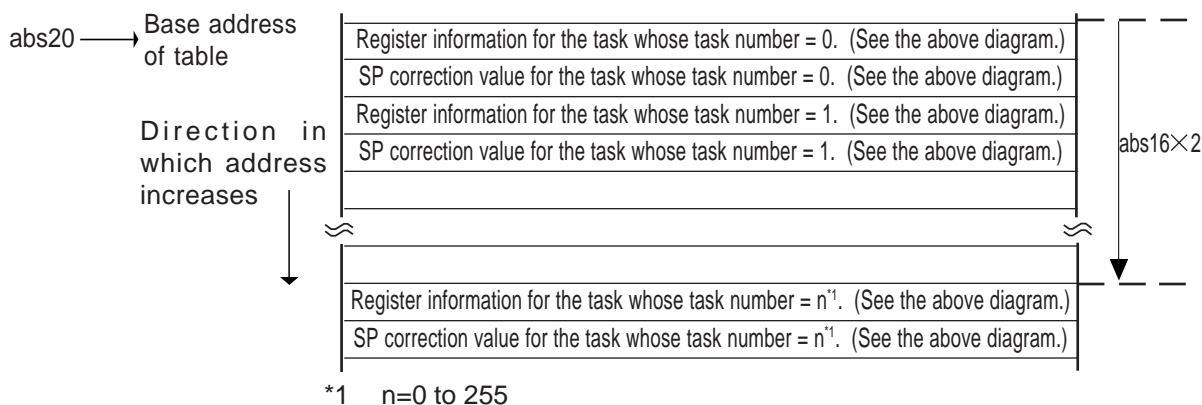 abs20 Base address
of table
Register information for the task whose task number = 0. (See the above diagram.)
SP correction value for the task whose task number = 0. (See the above diagram.)
Register information for the task whose task number = 1. (See the above diagram.)
SP correction value for the task whose task number = 1. (See the above diagram.)
Direction in
which address
increases
abs16×2
Register information for the task whose task number = n*1. (See the above diagram.)
SP correction value for the task whose task number = n*1. (See the above diagram.)
*1 n=0 to 255